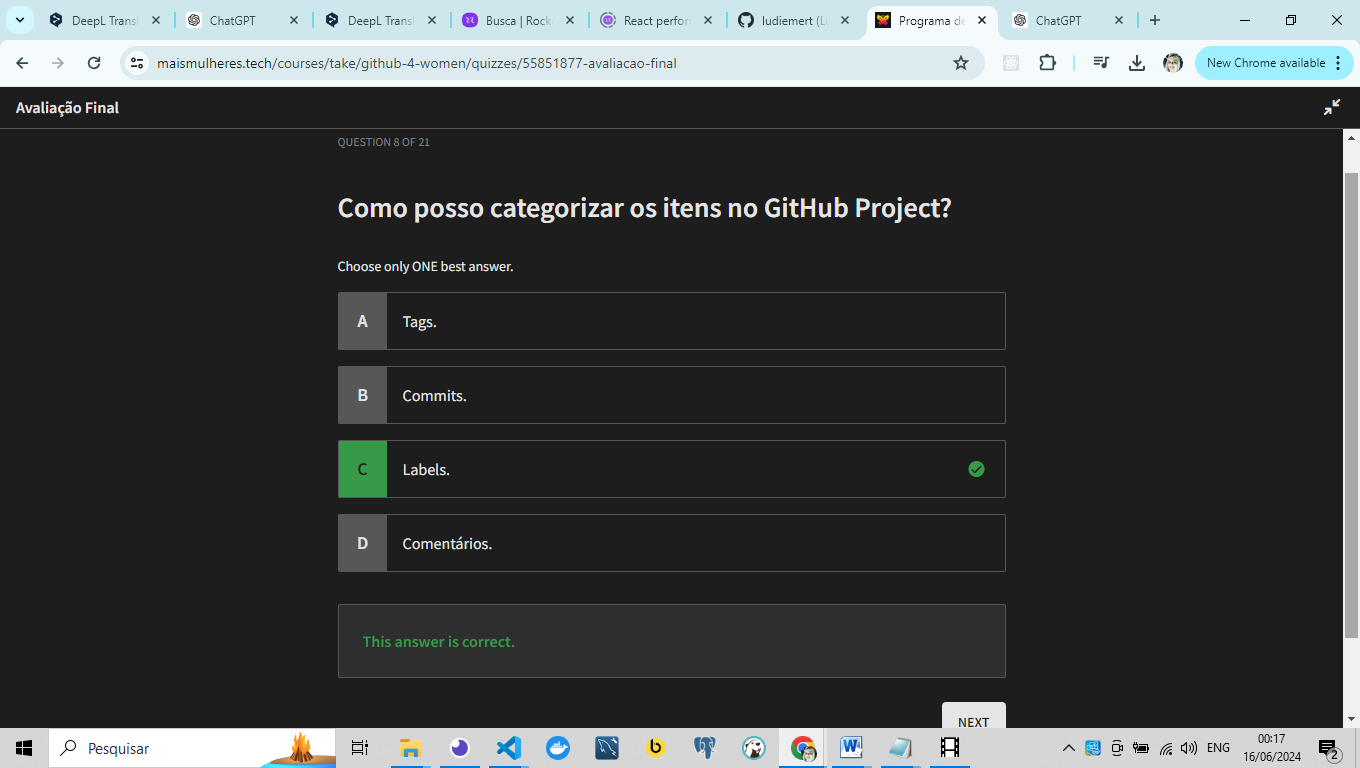 DeepL Transl
ChatGPT
DeepL Transl
Busca | Rock
React perfor
ludiemert (Lu
Programa de
ChatGPT
maismulheres.tech/courses/take/github-4-women/quizzes/55851877-avaliacao-final
New Chrome available
Avaliação Final
QUESTION 8 OF 21
Como posso categorizar os itens no GitHub Project?
Choose only ONE best answer.
A Tags.
B Commits.
C Labels.
D Comentários.
This answer is correct.
NEXT
Pesquisar
ENG
00:17
16/06/2024
2